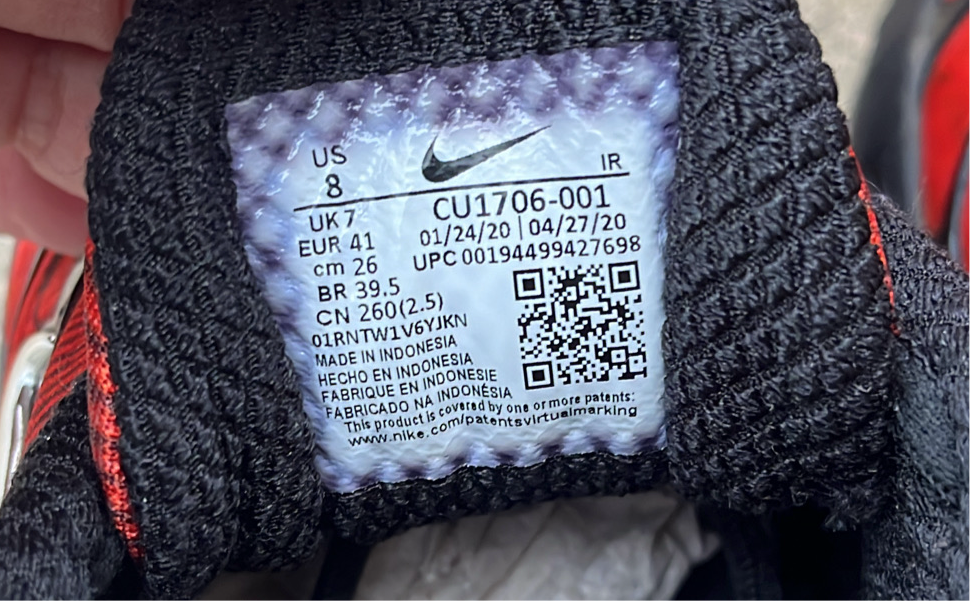 US
8
IR
UK 7
CU1706-001
EUR 41
01/24/20 | 04/27/20
cm 26
UPC 00194499427698
BR 39.5
CN 260(2.5)
01RNTW1V6YJKN
MADE IN INDONESIA
HECHO EN INDONESIA
FABRIQUE EN INDONESIE
FABRICADO NA INDONÉSIA
This product is covered by one or more patents:
www.nike.com/patentsvirtualmarking